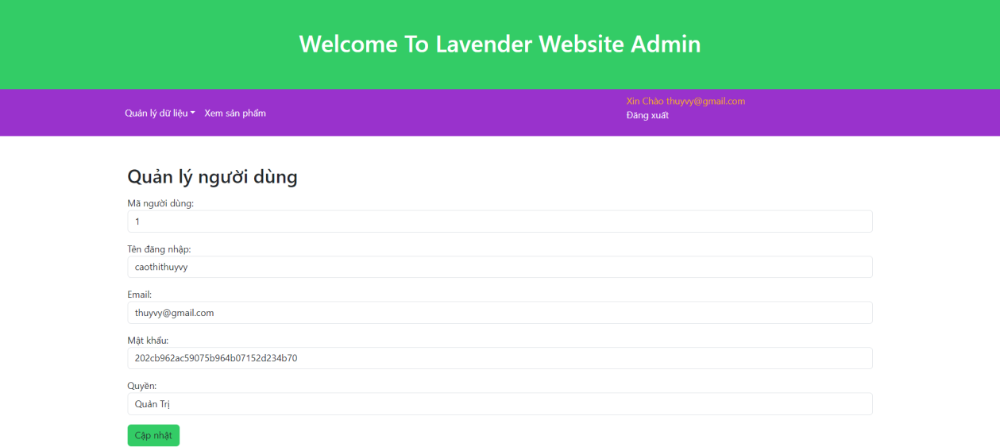 Welcome To Lavender Website Admin
Xin Chào thuyvy@gmail.com
Quản lý dữ liệu Xem sản phẩm
Đăng xuất
Quản lý người dùng
Mã người dùng:
1
Tên đăng nhập:
caothithuyvy
Email:
thuyvy@gmail.com
Mật khẩu:
202cb962ac59075b964b07152d234b70
Quyền:
Quản Trị
Cập nhật